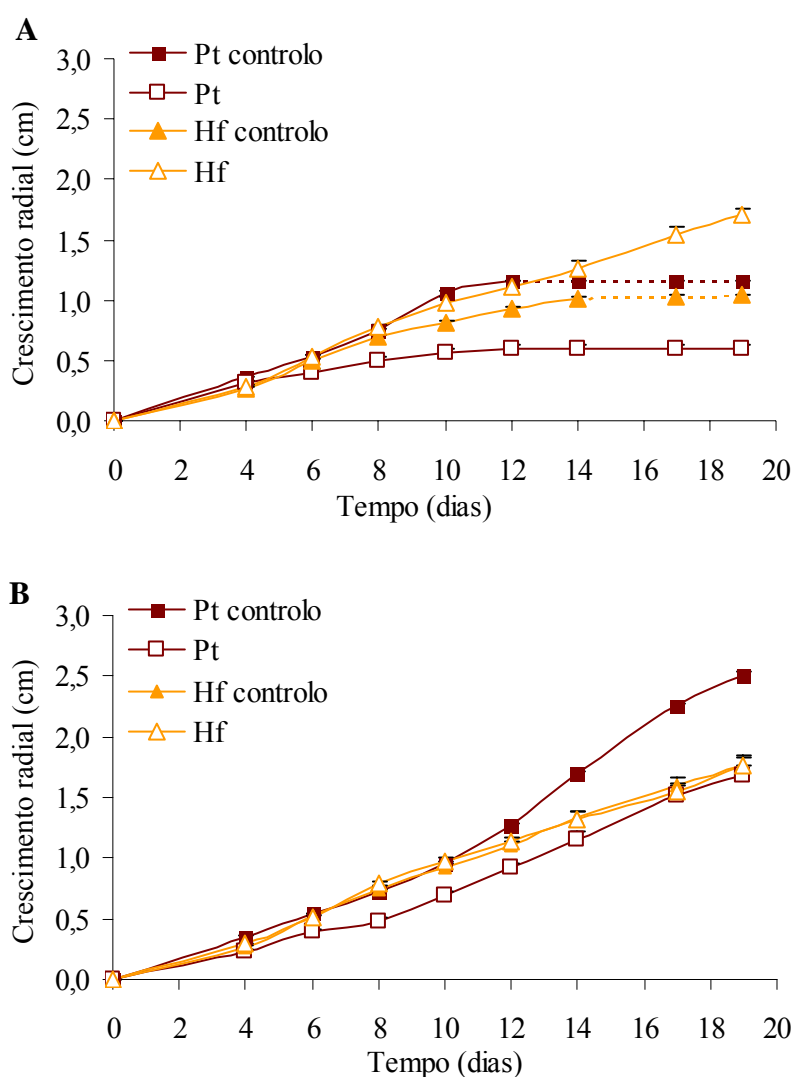 A
Pt controlo
Pt
Hf controlo
Hf
3,0
2,5
2,0
1,5
1,0
0,5
0,0
Crescimento radial (cm)
0 2 4 6 8 10 12 14 16 18 20
Tempo (dias)
B
Pt controlo
Pt
Hf controlo
Hf
3,0
2,5
2,0
1,5
1,0
0,5
0,0
Crescimento radial (cm)
0 2 4 6 8 10 12 14 16 18 20
Tempo (dias)